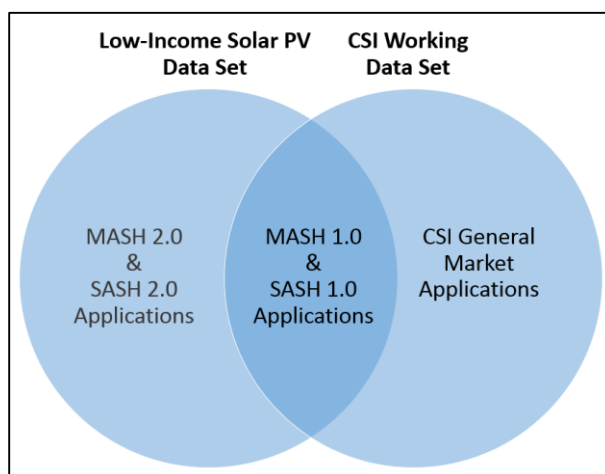 Low-Income Solar PV
Data Set
CSI Working
Data Set
MASH 2.0
&
SASH 2.0
Applications
MASH 1.0
&
SASH 1.0
Applications
CSI General
Market
Applications